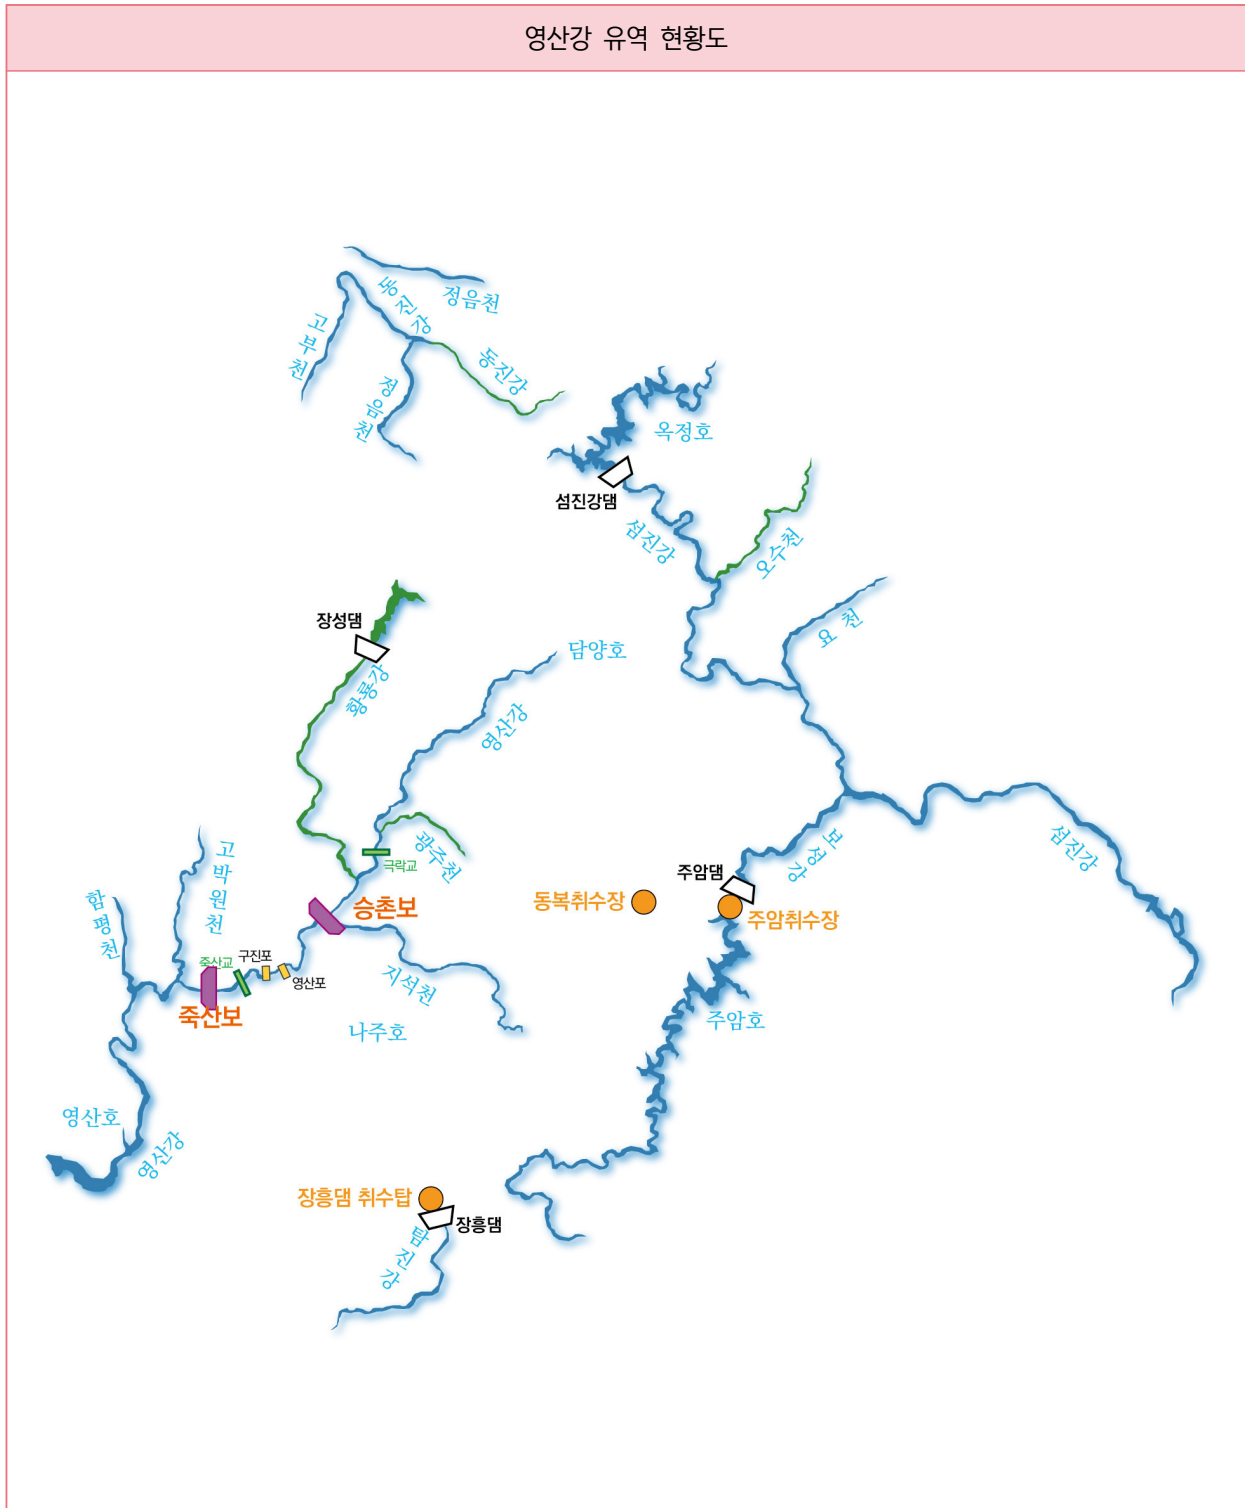 영산강 유역 현황도
정읍천
동진강
고부천
동진강
정읍천
옥정호
섬진강댐
섬진강
오수천
요 천
장성댐
황룡강
담양호
영산강
광주천
극락교
보성강
섬진강
주암댐
동복취수장
주암취수장
승촌보
고막원천
함평천
죽산교
구진포
영산포
지석천
죽산보
나주호
주암호
영산호
영산강
장흥댐 취수탑
장흥댐
탐진강